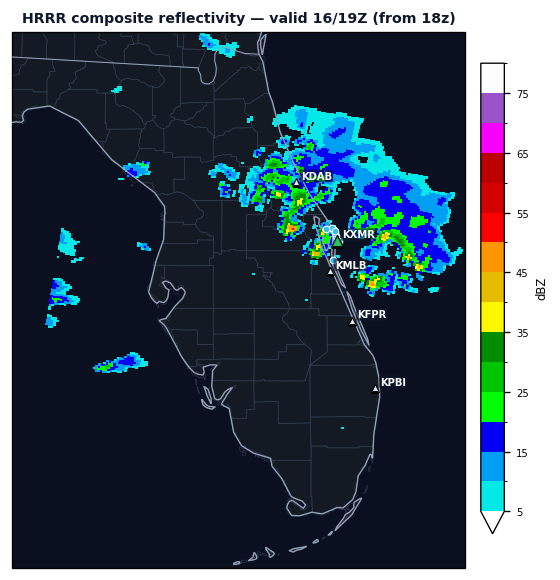 HRRR composite reflectivity — valid 16/19Z (from 18z)
75
65
55
45
35
25
15
5
dBZ
KDAB
KXMR
KMLB
KFPR
KPBI